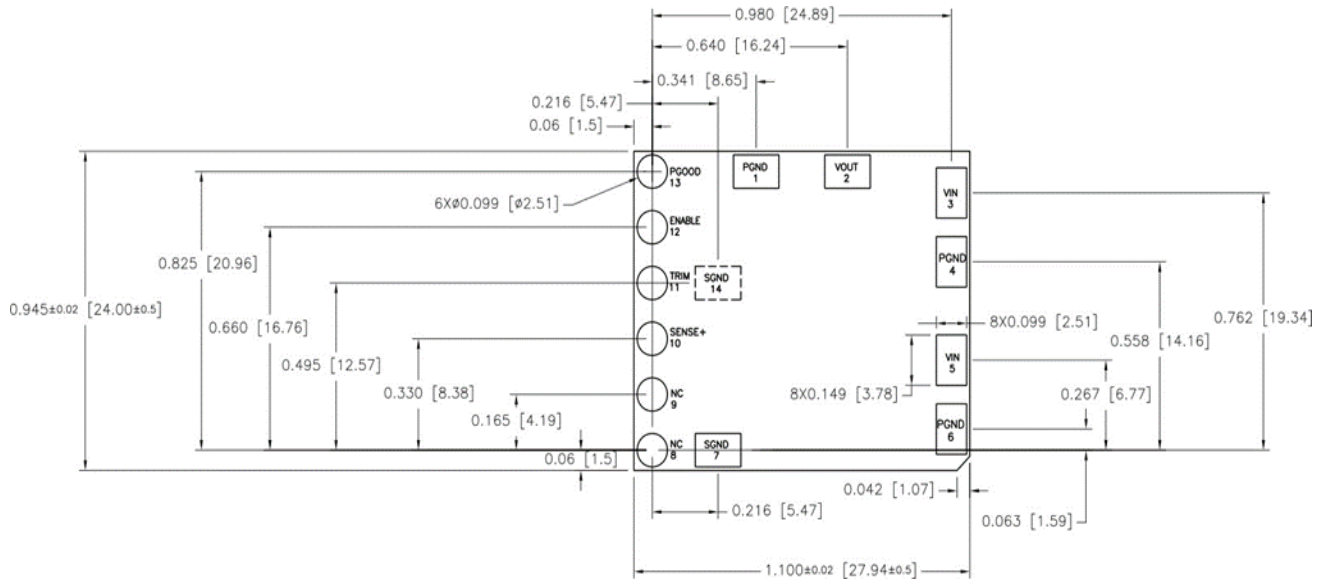 0.980 [24.89]
0.640 [16.24]
0.341 [8.65]
0.216 [5.47]
0.06 [1.5]
PGOOD
13
PGND
1
VOUT
2
VIN
3
6XØ0.099 [Ø2.51]
ENABLE
12
0.825 [20.96]
PGND
4
TRIM
11
SGND
14
0.945±0.02 [24.00±0.5]
0.762 [19.34]
0.660 [16.76]
8X0.099 [2.51]
SENSE+
10
0.558 [14.16]
0.495 [12.57]
VIN
5
0.330 [8.38]
NC
9
8X0.149 [3.78]
0.267 [6.77]
0.165 [4.19]
PGND
6
NC
8
SGND
7
0.06 [1.5]
0.042 [1.07]
0.216 [5.47]
0.063 [1.59]
1.100±0.02 [27.94±0.5]